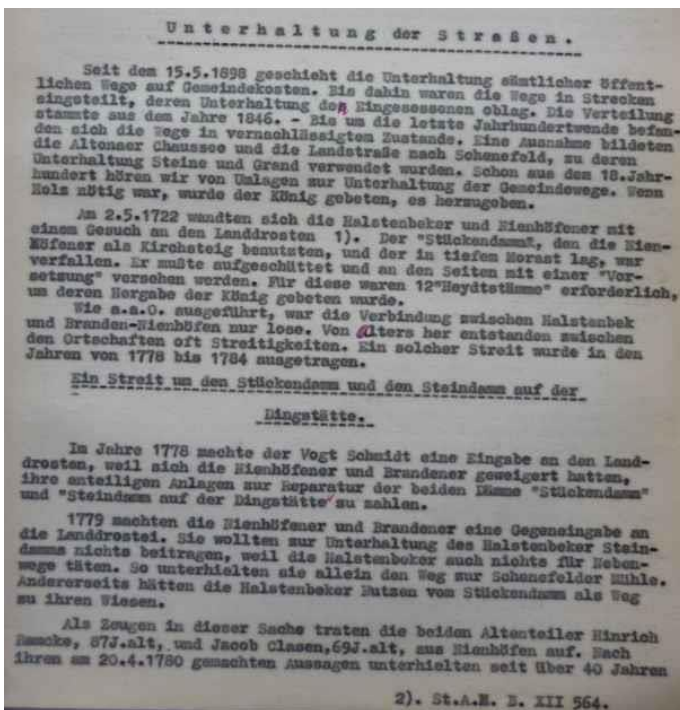 Unterhaltung der Straßen.
Seit dem 15.5.1898 geschieht die Unterhaltung sämtlicher öffent-
lichen Wege auf Gemeindekosten. Bis dahin waren die Wege in Strecken
eingeteilt, deren Unterhaltung den Eingesessenen oblag. Die Verteilung
stammte aus dem Jahre 1846. - Bis um die letzte Jahrhundertwende befan-
den sich die Wege in vernachlässigtem Zustande. Eine Ausnahme bildeten
die Altonaer Chaussee und die Landstraße nach Schenefeld, zu deren
Unterhaltung Steine und Grand verwendet wurden. Schon aus dem 18.Jahr-
hundert hören wir von Umlagen zur Unterhaltung der Gemeindewege. Wenn
Holz nötig war, wurde der König gebeten, es herzugeben.
Am 2.5.1722 wandten sich die Halstenbeker und Nienhöfener mit
einem Gesuch an den Landdrosten 1). Der "Stückendamm", den die Nien-
Höfener als Kirchsteig benutzten, und der in tiefem Morast lag, war
verfallen. Er mußte aufgeschüttet und an den Seiten mit einer "Vor-
setzung" versehen werden. Für diese waren 12"Heydtstämme" erforderlich,
um deren Hergabe der König gebeten wurde.
Wie a.a.O. ausgeführt, war die Verbindung zwischen Halstenbek
und Branden-Nienhöfen nur lose. Von alters her entstanden zwischen
den Ortschaften oft Streitigkeiten. Ein solcher Streit wurde in den
Jahren von 1778 bis 1784 ausgetragen.
Ein Streit um den Stückendamm und den Steindamm auf der
Dingstätte.
Im Jahre 1778 machte der Vogt Schmidt eine Eingabe an den Land-
drosten, weil sich die Nienhöfener und Brandener geweigert hatten,
ihre anteiligen Anlagen zur Reparatur der beiden Dämme "Stückendamm"
und "Steindamm auf der Dingstätte" zu zahlen.
1779 machten die Nienhöfener und Brandener eine Gegeneingabe an
die Landdrostei. Sie wollten zur Unterhaltung des Halstenbeker Stein-
damms nichts beitragen, weil die Halstenbeker auch nichts für Neben-
wege täten. So unterhielten sie allein den Weg zur Schenefelder Mühle.
Andererseits hätten die Halstenbeker Nutzen vom Stückendamm als Weg
zu ihren Wiesen.
Als Zeugen in dieser Sache traten die beiden Altenteiler Hinrich
Ramcke, 87J.alt, und Jacob Clasen,69J.alt, aus Nienhöfen auf. Nach
ihren am 20.4.1780 gemachten Aussagen unterhielten seit über 40 Jahren
2). St.A.H. B. XII 564.